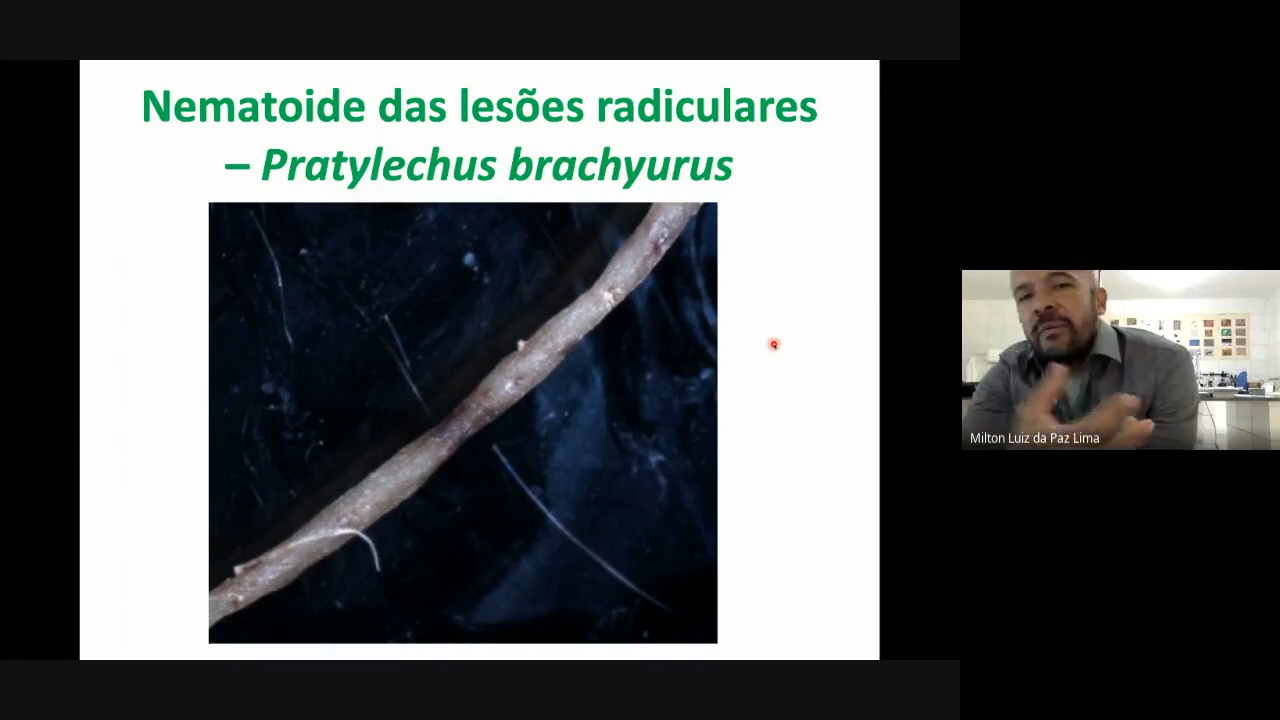 Nematoide das lesões radiculares
– Pratylechus brachyurus
Milton Luiz da Paz Lima